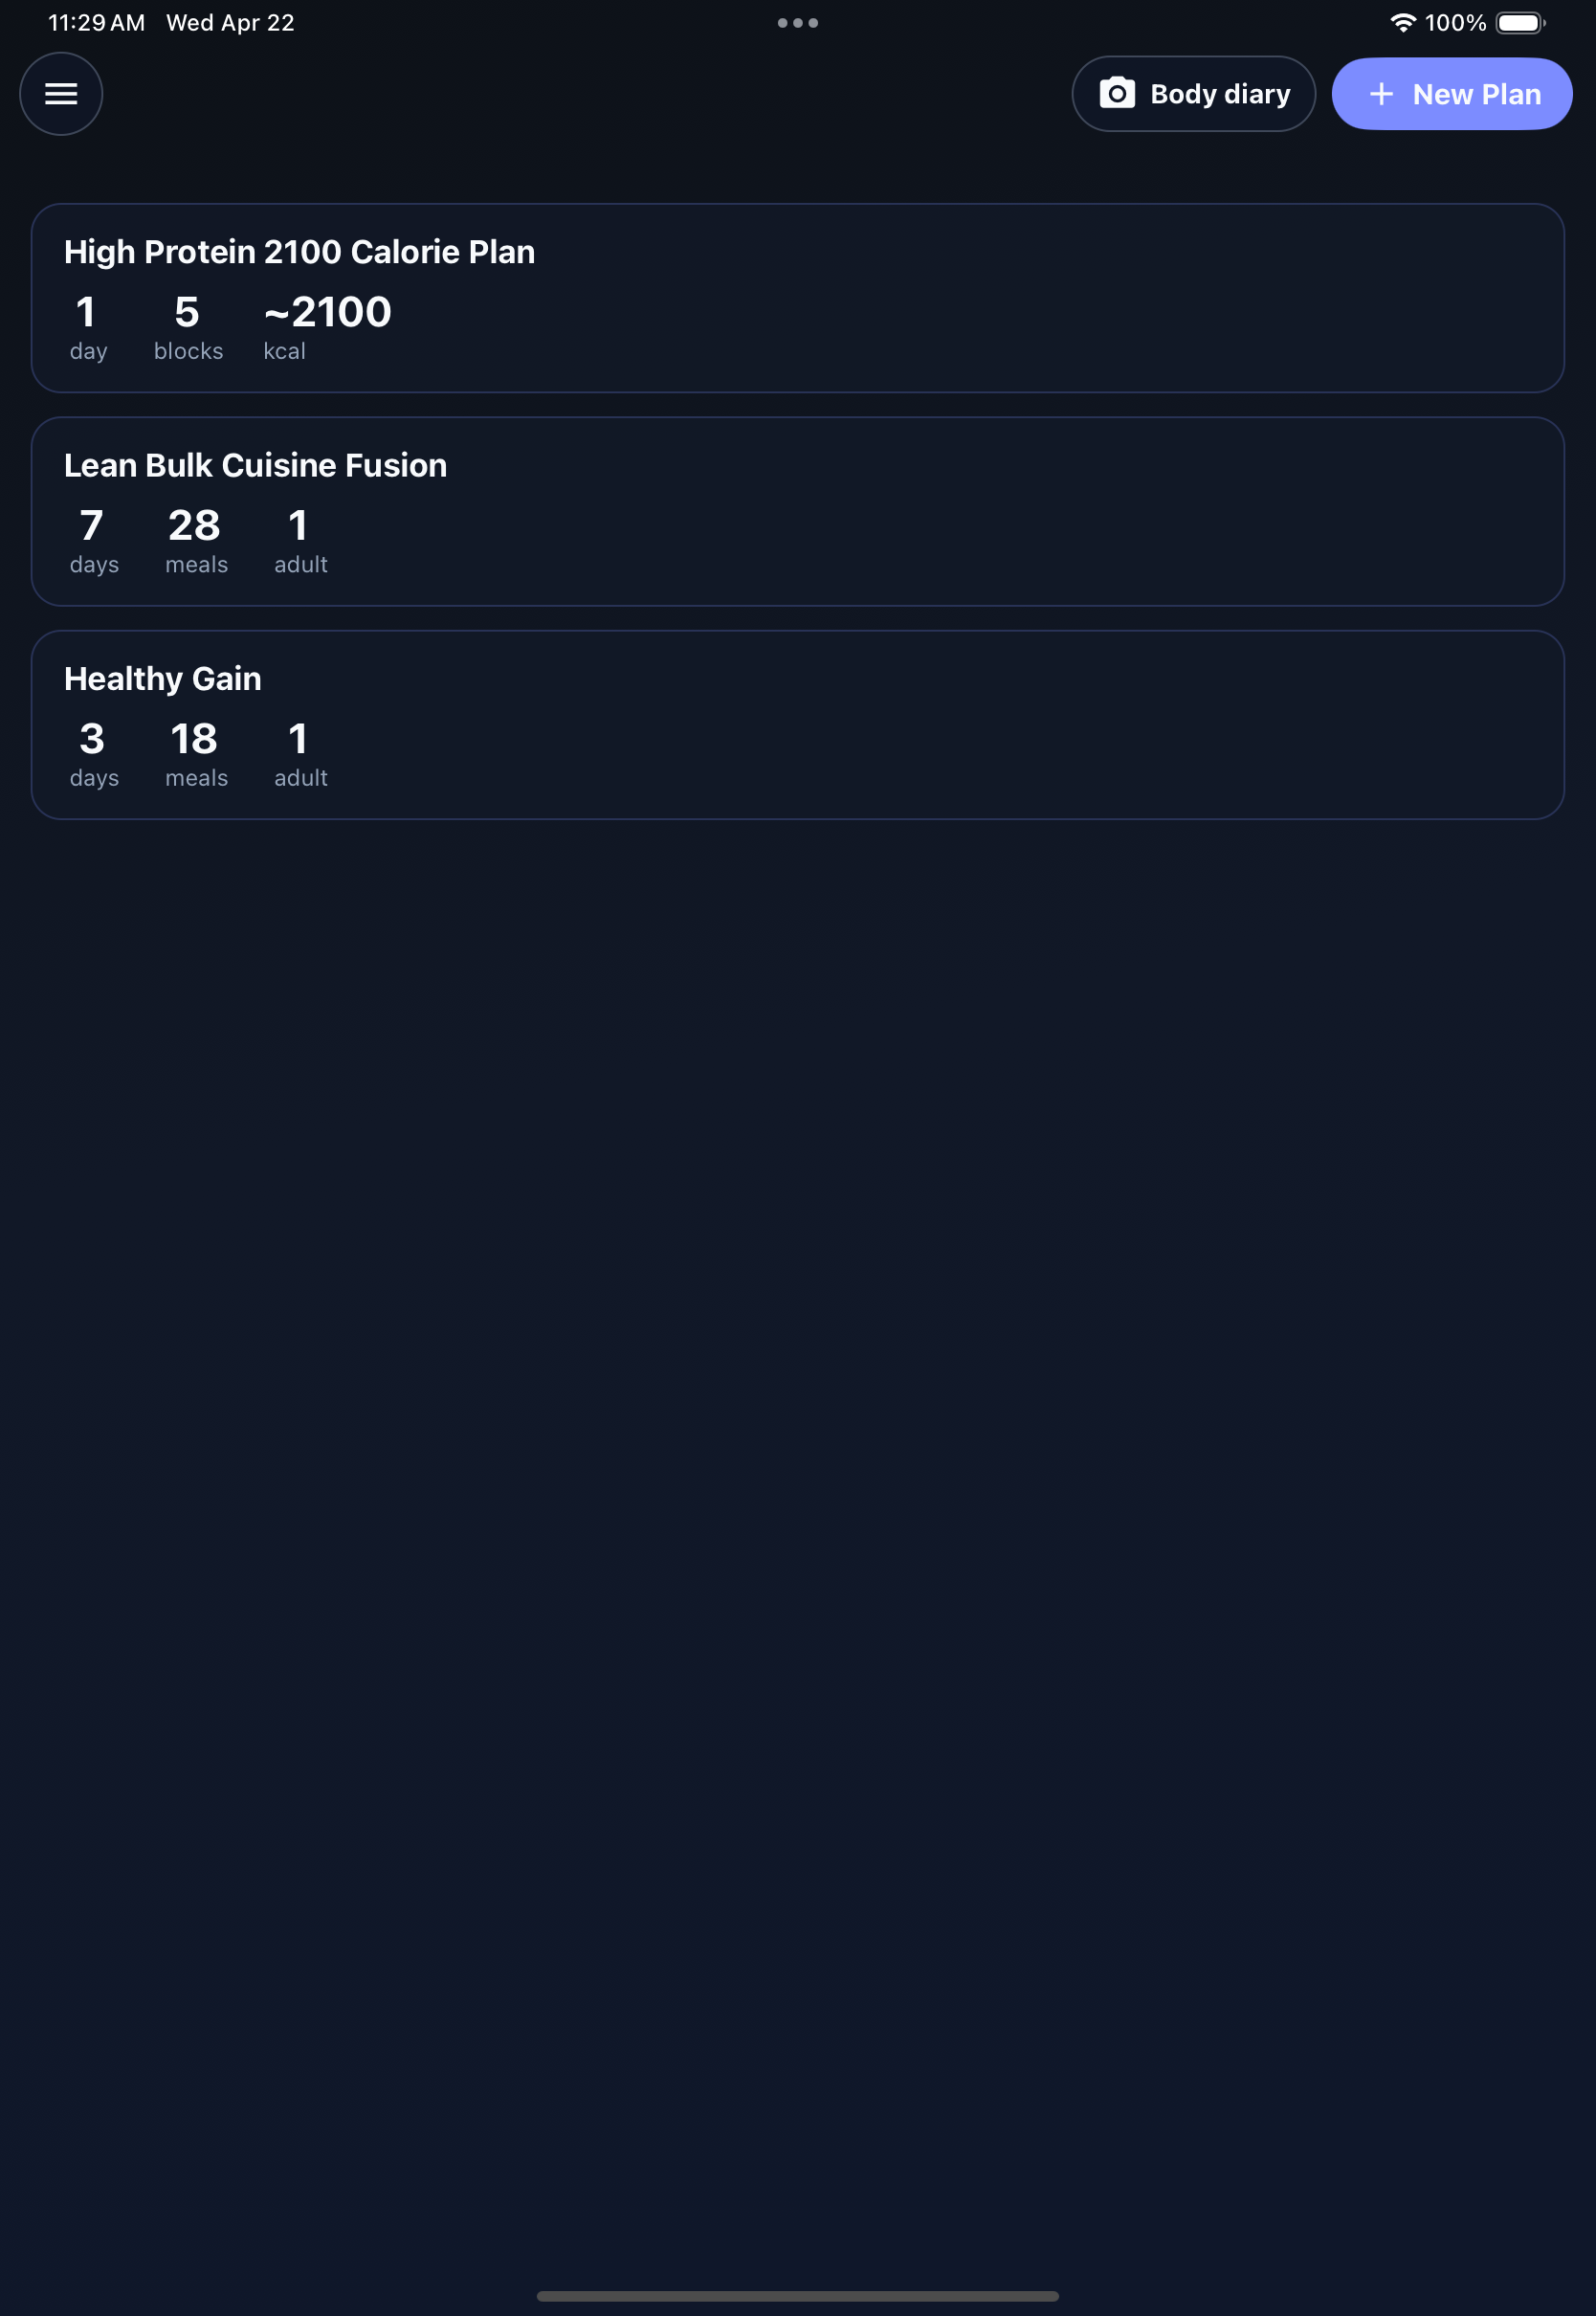 11:29 AM Wed Apr 22
100%
Body diary
New Plan
High Protein 2100 Calorie Plan
1 5 ~2100
day blocks kcal
Lean Bulk Cuisine Fusion
7 28 1
days meals adult
Healthy Gain
3 18 1
days meals adult